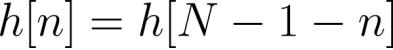 h[n] = h[N − 1 − n]